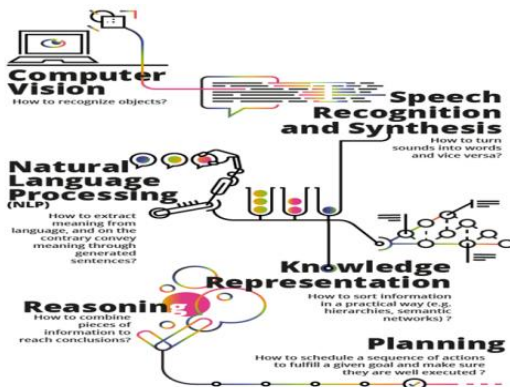 Computer
Vision
How to recognize objects?
Speech
Recognition
and Synthesis
How to turn
sounds into words
and vice versa?
Natural
Language
Processing
(NLP)
How to extract
meaning from
language, and on the
contrary convey
meaning through
generated
sentences?
Knowledge
Representation
How to sort information
in a practical way (e.g.
hierarchies, semantic
networks) ?
Reasoning
How to combine
pieces of
information to
reach conclusions?
Planning
How to schedule a sequence of actions
to fulfill a given goal and make sure
they are well executed ?